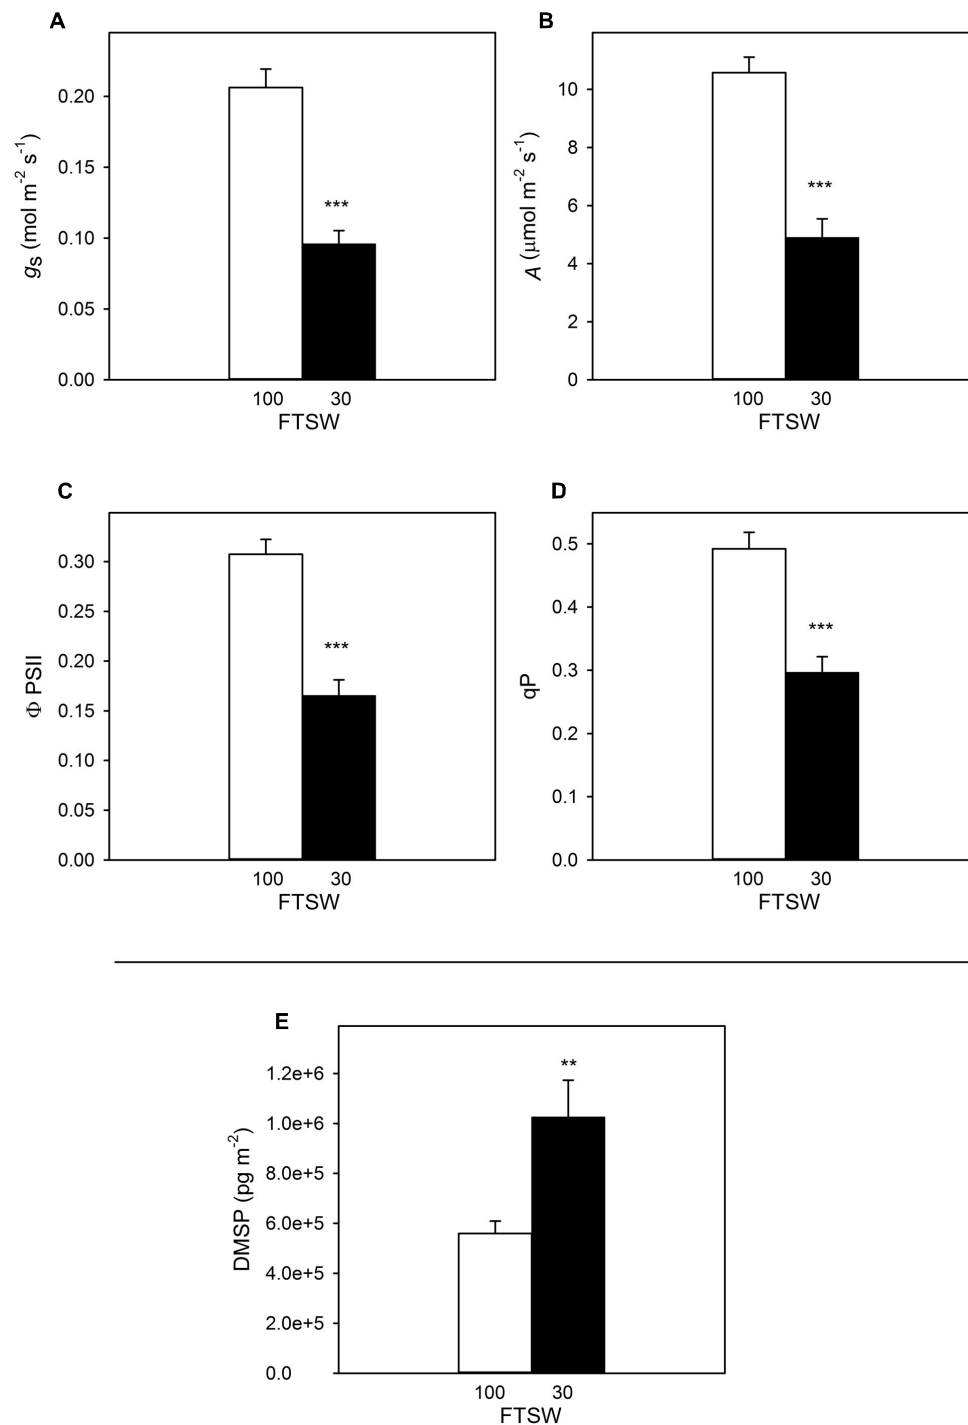 A
0.20
0.15
0.10
0.05
0.00
gs (mol m⁻² s⁻¹)
***
100 30
FTSW
B
10
8
6
4
2
0
A (μmol m⁻² s⁻¹)
***
100 30
FTSW
C
0.30
0.25
0.20
0.15
0.10
0.05
0.00
Φ PSII
***
100 30
FTSW
D
0.5
0.4
0.3
0.2
0.1
0.0
qP
***
100 30
FTSW
E
1.2e+6
1.0e+6
8.0e+5
6.0e+5
4.0e+5
2.0e+5
0.0
DMSP (pg m⁻²)
**
100 30
FTSW